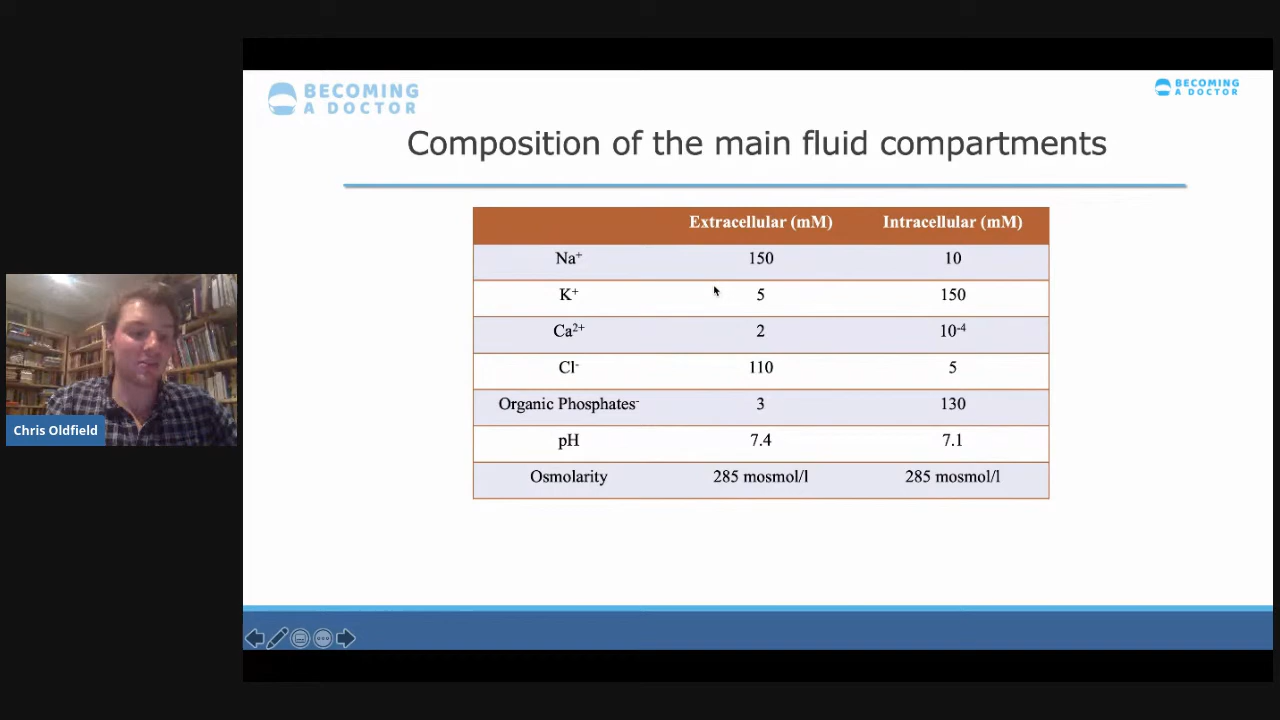 BECOMING
A DOCTOR
BECOMING
A DOCTOR
Composition of the main fluid compartments
Extracellular (mM) Intracellular (mM)
Na⁺ 150 10
K⁺ 5 150
Ca²⁺ 2 10⁻⁴
Cl⁻ 110 5
Organic Phosphates⁻ 3 130
pH 7.4 7.1
Osmolarity 285 mosmol/l 285 mosmol/l
Chris Oldfield